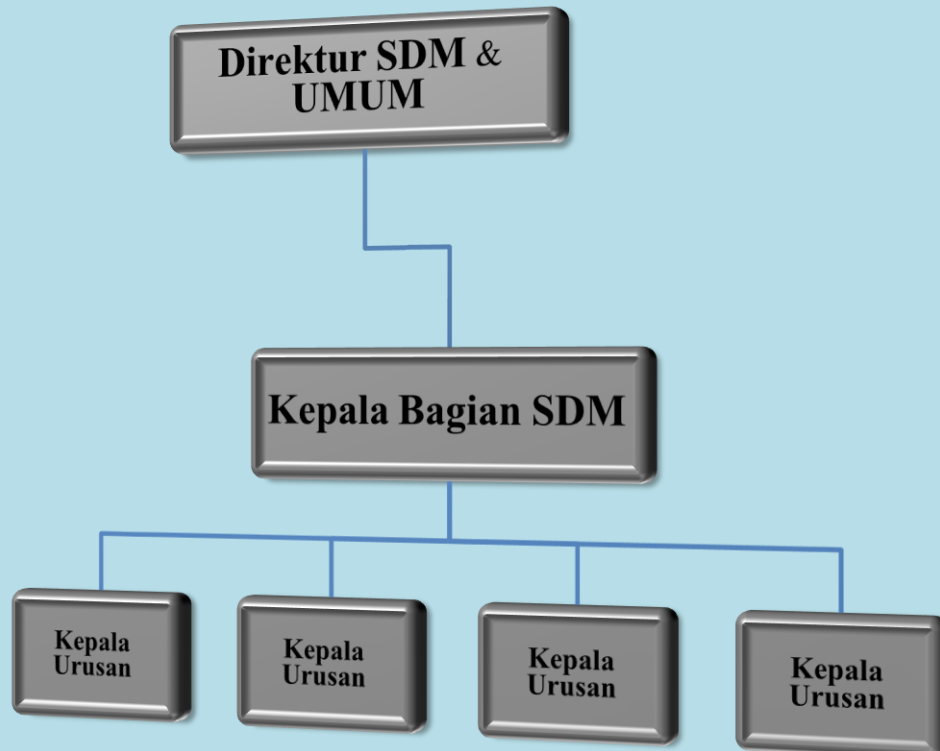 Direktur SDM &
UMUM
Kepala Bagian SDM
Kepala
Urusan
Kepala
Urusan
Kepala
Urusan
Kepala
Urusan